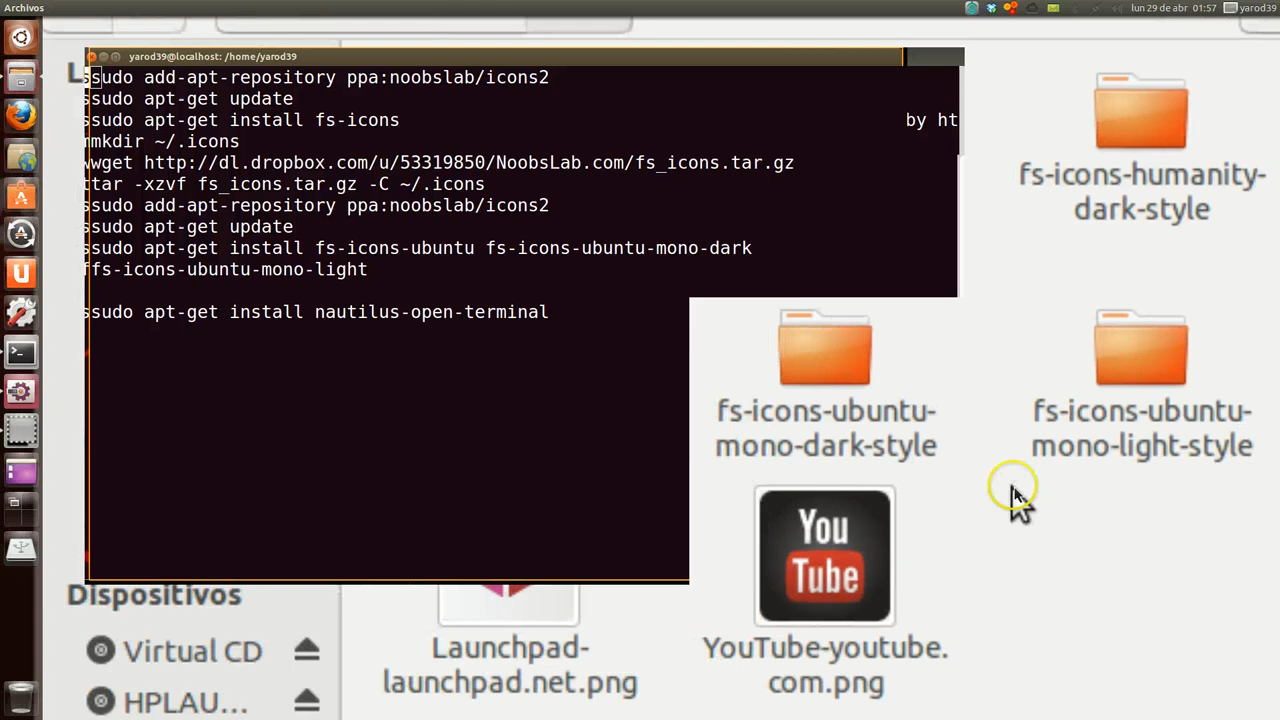 Archivos
lun 29 de abr
01:57
yarod39
yarod39@localhost: /home/yarod39
ssudo add-apt-repository ppa:noobslab/icons2
ssudo apt-get update
ssudo apt-get install fs-icons by ht
mmkdir ~/.icons
wwget http://dl.dropbox.com/u/53319850/NoobsLab.com/fs_icons.tar.gz
ttar -xzvf fs_icons.tar.gz -C ~/.icons
ssudo add-apt-repository ppa:noobslab/icons2
ssudo apt-get update
ssudo apt-get install fs-icons-ubuntu fs-icons-ubuntu-mono-dark
ffs-icons-ubuntu-mono-light
ssudo apt-get install nautilus-open-terminal
fs-icons-humanity-
dark-style
fs-icons-ubuntu-
mono-dark-style
fs-icons-ubuntu-
mono-light-style
You
Tube
Dispositivos
Virtual CD
HPLAU...
Launchpad-
launchpad.net.png
YouTube-youtube.
com.png